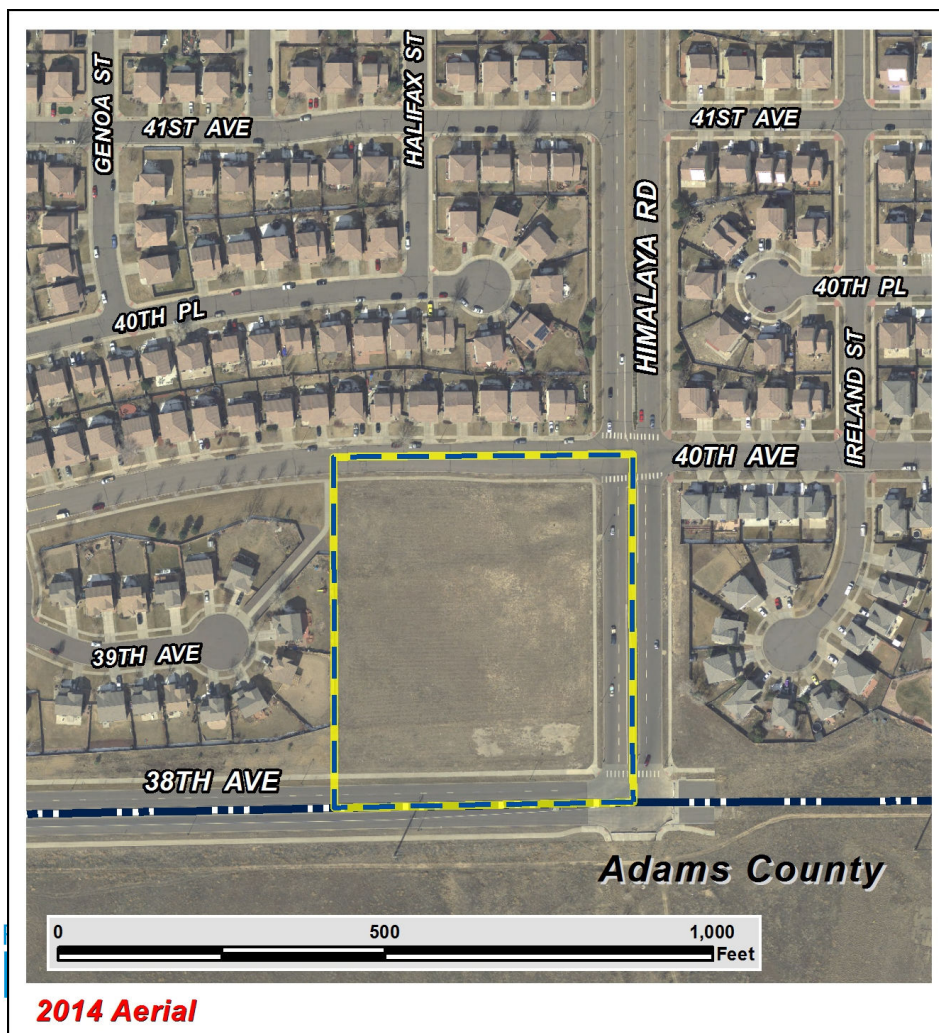 GENOA ST
HALIFAX ST
41ST AVE
41ST AVE
HIMALAYA RD
40TH PL
40TH PL
IRELAND ST
40TH AVE
39TH AVE
38TH AVE
Adams County
0 500 1,000
Feet
2014 Aerial